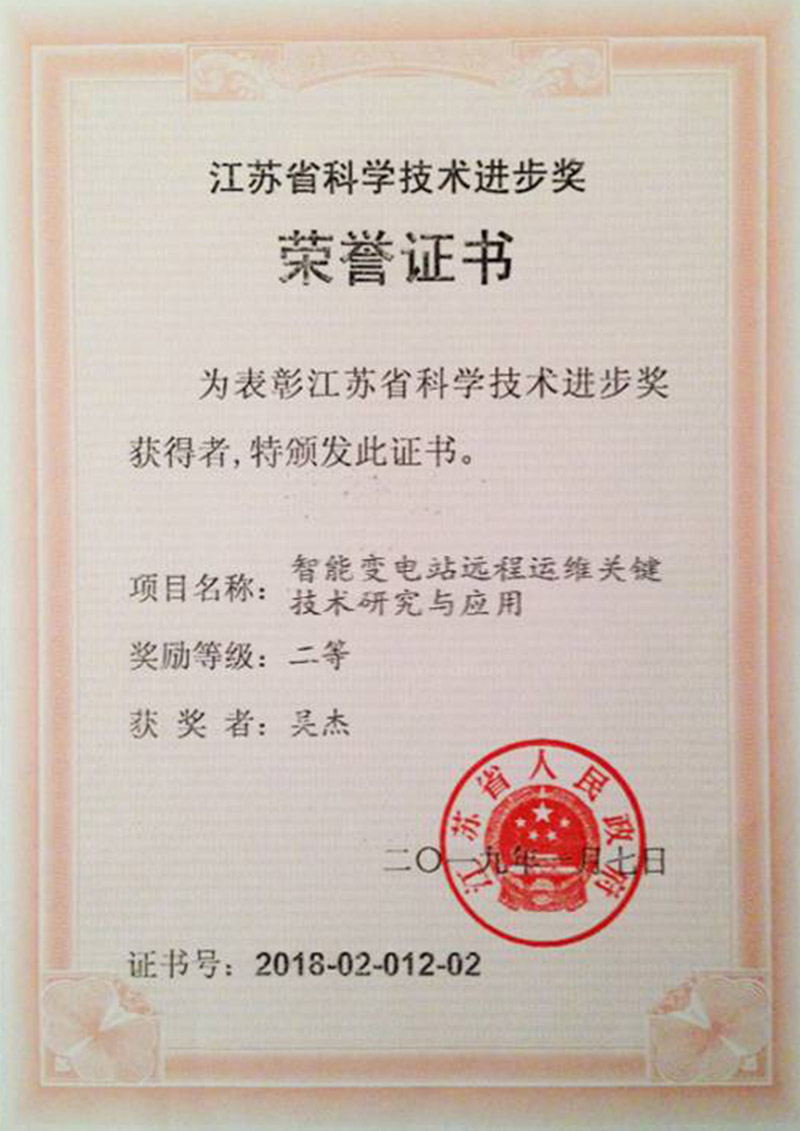 江苏省科学技术进步奖
荣誉证书
为表彰江苏省科学技术进步奖
获得者,特颁发此证书。
项目名称：智能变电站远程运维关键
技术研究与应用
奖励等级：二等
获 奖 者：吴杰
江苏省人民政府
二〇一九年一月七日
证书号：2018-02-012-02